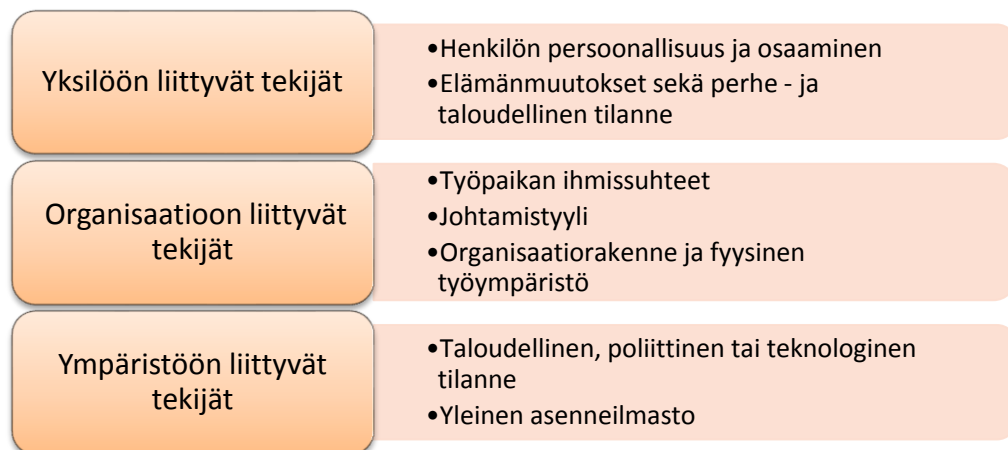 Yksilöön liittyvät tekijät
•Henkilön persoonallisuus ja osaaminen
•Elämänmuutokset sekä perhe - ja
taloudellinen tilanne
Organisaatioon liittyvät
tekijät
•Työpaikan ihmissuhteet
•Johtamistyyli
•Organisaatiorakenne ja fyysinen
työympäristö
Ympäristöön liittyvät
tekijät
•Taloudellinen, poliittinen tai teknologinen
tilanne
•Yleinen asenneilmasto